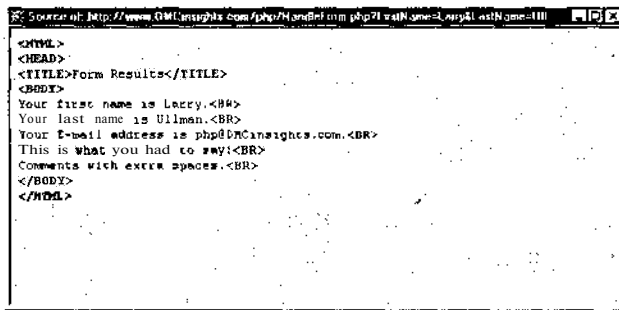 Source of: http://www.DMCinsights.com/php/HandleForm.php?FirstName=Larry&LastName=Ull
<HTML>
<HEAD>
<TITLE>Form Results</TITLE>
<BODY>
Your first name is Larry.<BR>
Your last name is Ullman.<BR>
Your E-mail address is php@DMCinsights.com.<BR>
This is what you had to say:<BR>
Comments with extra spaces.<BR>
</BODY>
</HTML>